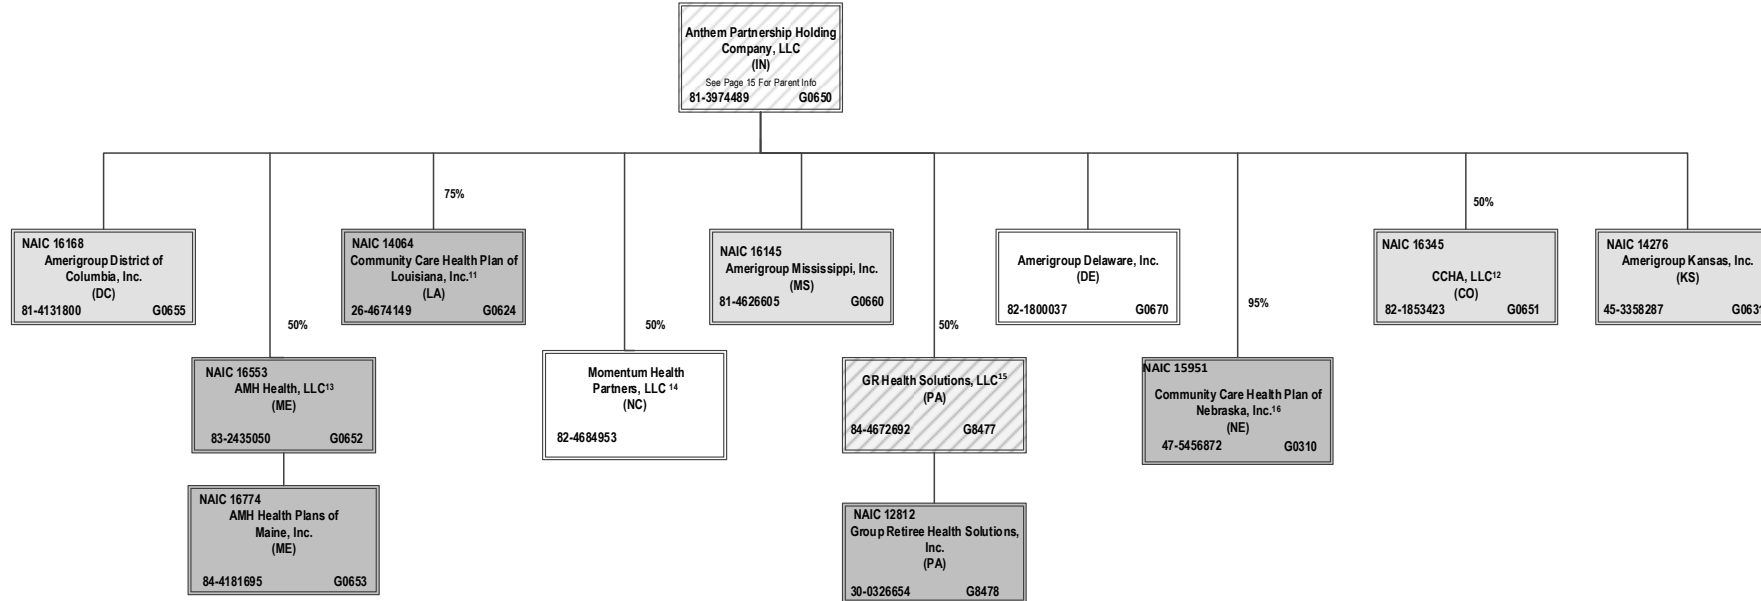 Anthem Partnership Holding
Company, LLC
(IN)
See Page 15 For Parent Info
81-3974489 G0650
75%
50%
NAIC 16168
Amerigroup District of
Columbia, Inc.
(DC)
81-4131800 G0655
NAIC 14064
Community Care Health Plan of
Louisiana, Inc.¹¹
(LA)
26-4674149 G0624
NAIC 16145
Amerigroup Mississippi, Inc.
(MS)
81-4626605 G0660
Amerigroup Delaware, Inc.
(DE)
82-1800037 G0670
NAIC 16345
CCHA, LLC¹²
(CO)
82-1853423 G0651
NAIC 14276
Amerigroup Kansas, Inc.
(KS)
45-3358287 G0631
50%
50%
50%
95%
NAIC 16553
AMH Health, LLC¹³
(ME)
83-2435050 G0652
Momentum Health
Partners, LLC ¹⁴
(NC)
82-4684953
GR Health Solutions, LLC¹⁵
(PA)
84-4672692 G8477
NAIC 15951
Community Care Health Plan of
Nebraska, Inc.¹⁶
(NE)
47-5456872 G0310
NAIC 16774
AMH Health Plans of
Maine, Inc.
(ME)
84-4181695 G0653
NAIC 12812
Group Retiree Health Solutions,
Inc.
(PA)
30-0326654 G8478